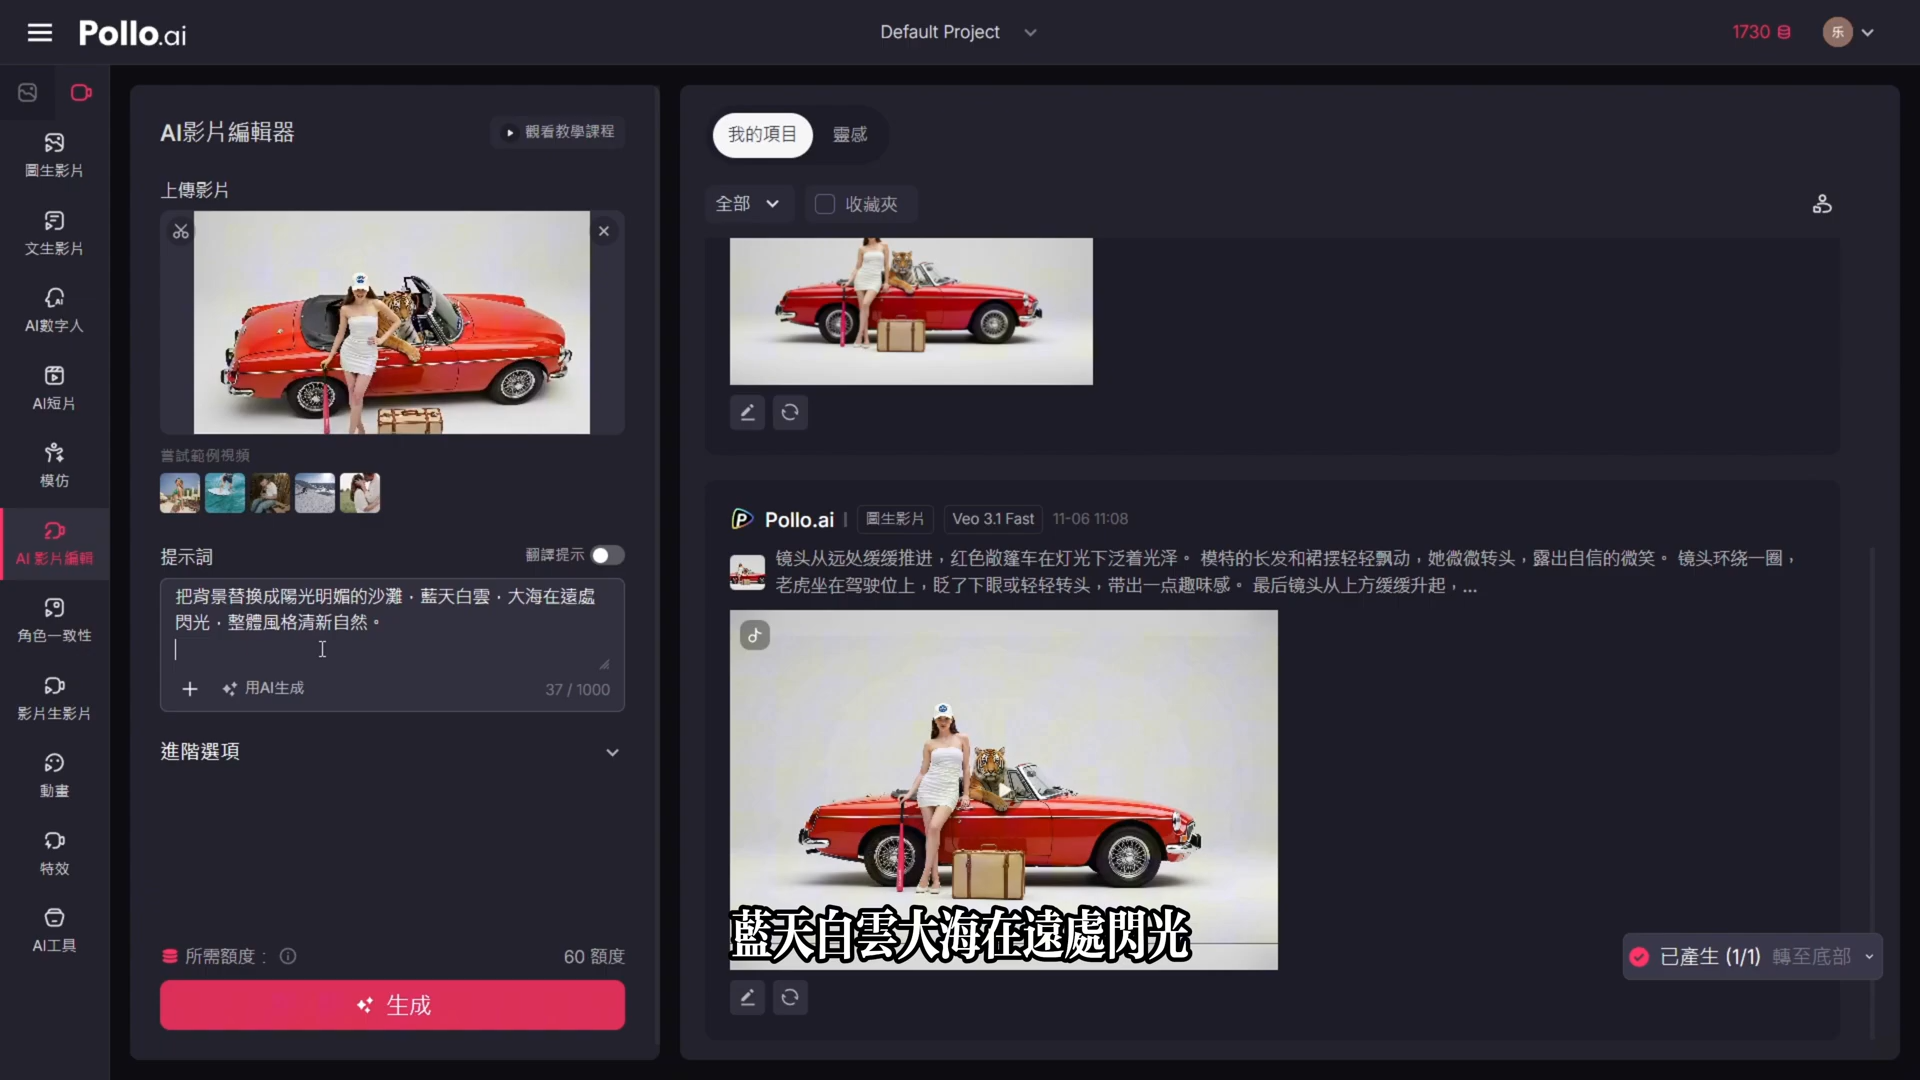 Pollo.ai
Default Project
1730
乐
圖生影片
文生影片
AI數字人
AI短片
模仿
AI 影片編輯
角色一致性
影片生影片
動畫
特效
AI工具
AI影片編輯器
觀看教學課程
上傳影片
嘗試範例視頻
提示詞
翻譯提示
把背景替換成陽光明媚的沙灘，藍天白雲，大海在遠處
閃光，整體風格清新自然。
用AI生成
37 / 1000
進階選項
所需額度：
60 額度
生成
我的項目
靈感
全部
收藏夾
Pollo.ai
圖生影片
Veo 3.1 Fast
11-06 11:08
镜头从远处缓缓推进，红色敞篷车在灯光下泛着光泽。 模特的长发和裙摆轻轻飘动，她微微转头，露出自信的微笑。 镜头环绕一圈，
老虎坐在驾驶位上，眨了下眼或轻轻转头，带出一点趣味感。 最后镜头从上方缓缓升起，...
藍天白雲大海在遠處閃光
已產生 (1/1)
轉至底部